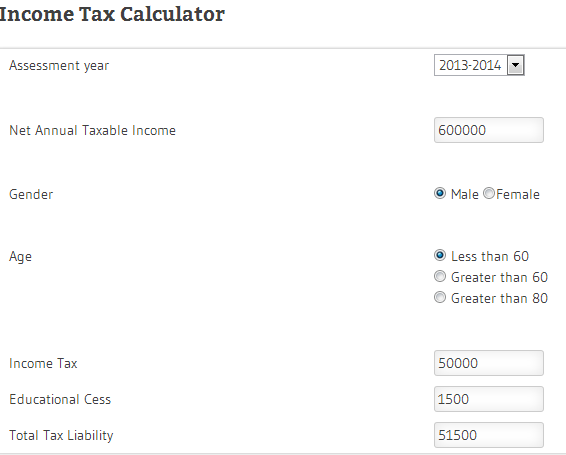 Income Tax Calculator
Assessment year 2013-2014
Net Annual Taxable Income 600000
Gender Male Female
Age Less than 60
Greater than 60
Greater than 80
Income Tax 50000
Educational Cess 1500
Total Tax Liability 51500